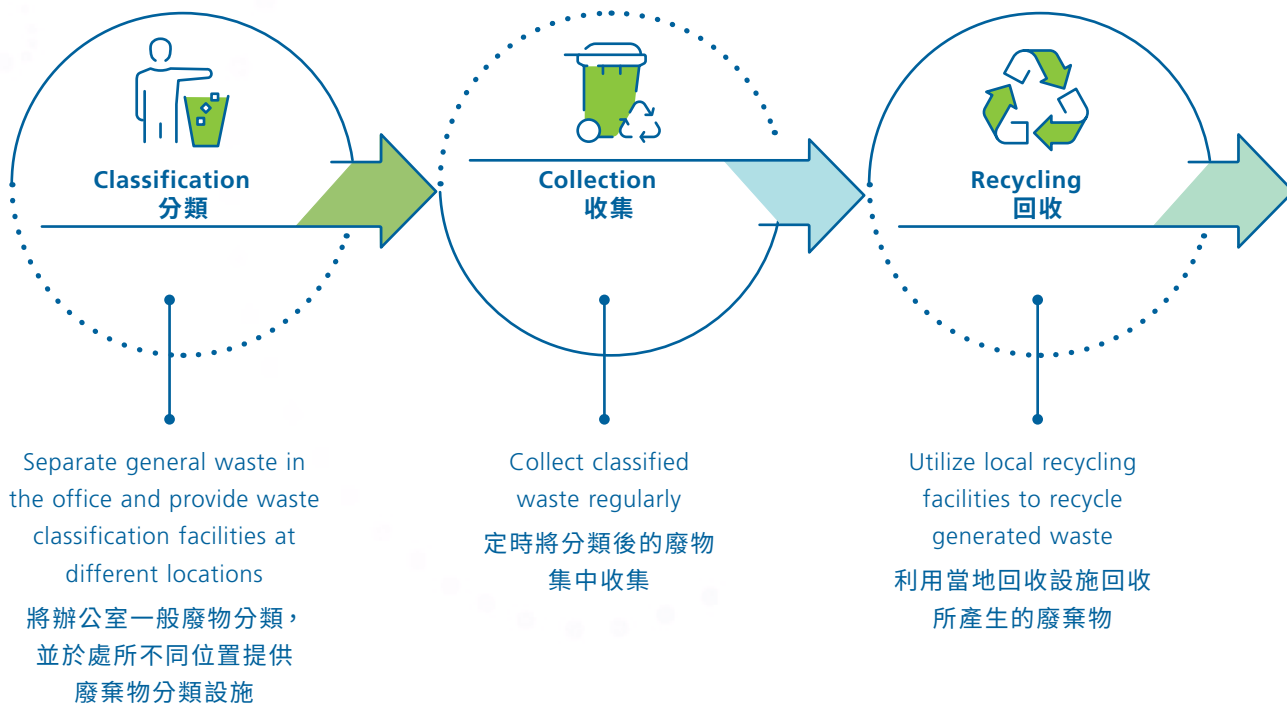 Classification
分類
Collection
收集
Recycling
回收
Separate general waste in
the office and provide waste
classification facilities at
different locations
將辦公室一般廢物分類，
並於處所不同位置提供
廢棄物分類設施
Collect classified
waste regularly
定時將分類後的廢物
集中收集
Utilize local recycling
facilities to recycle
generated waste
利用當地回收設施回收
所產生的廢棄物